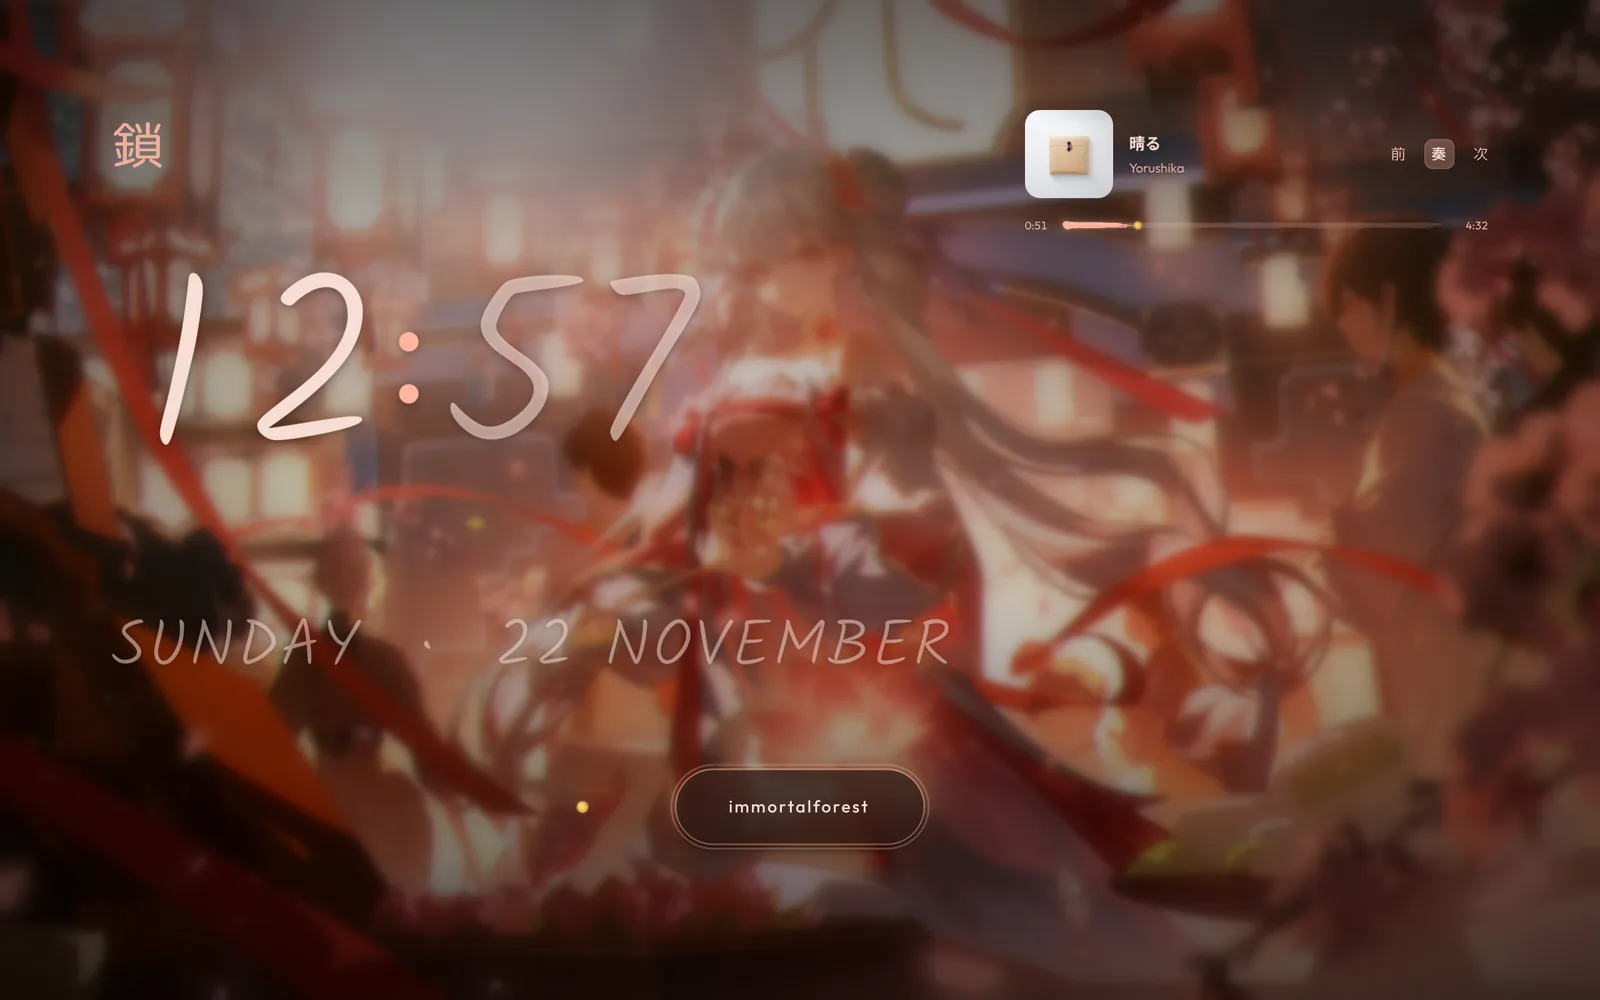 鎖
晴る
Yorushika
前 奏 次
0:51 4:32
12:57
SUNDAY · 22 NOVEMBER
immortalforest